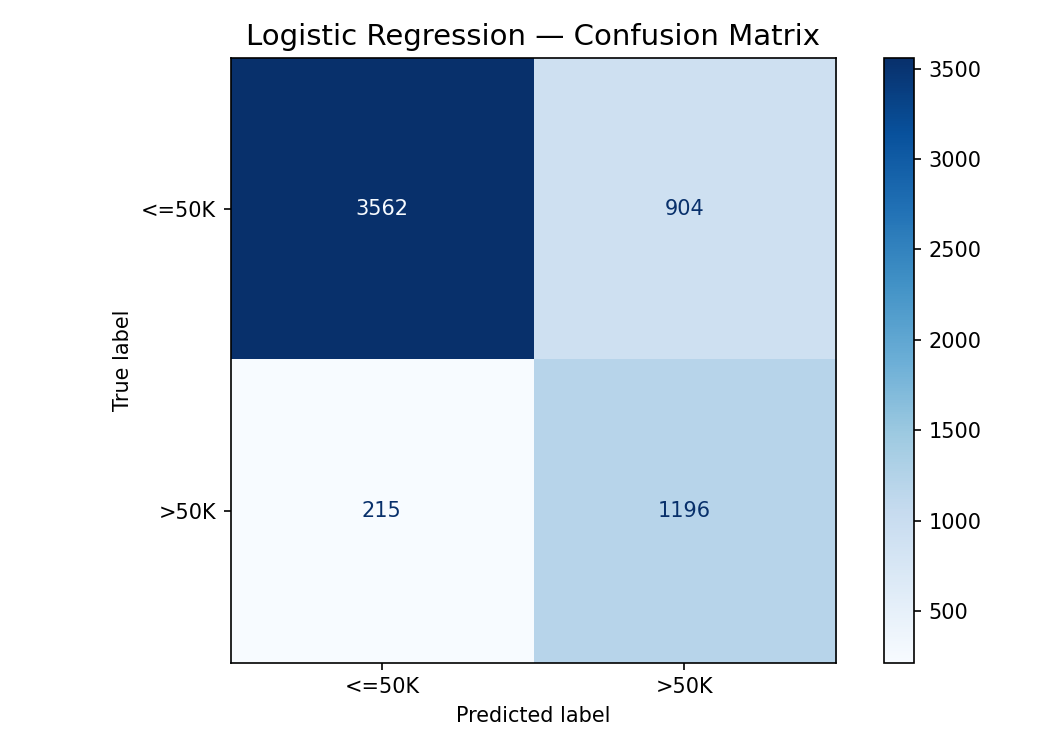 Logistic Regression — Confusion Matrix
3500
3000
<=50K
3562
904
2500
2000
True label
1500
1000
>50K
215
1196
500
<=50K
>50K
Predicted label